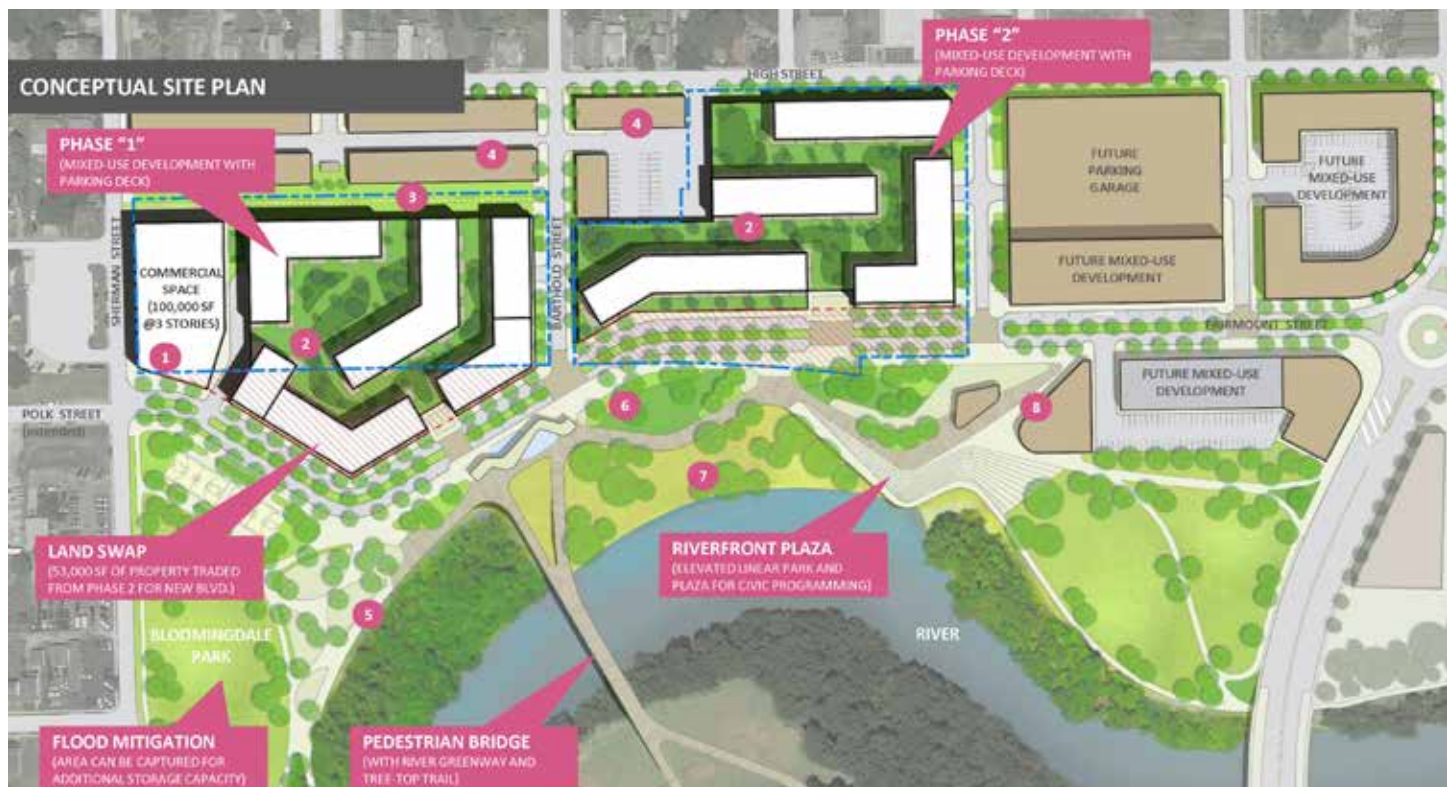 CONCEPTUAL SITE PLAN
PHASE "1"
(MIXED-USE DEVELOPMENT WITH
PARKING DECK)
PHASE "2"
(MIXED-USE DEVELOPMENT WITH
PARKING DECK)
HIGH STREET
4
4
3
2
SHERMAN STREET
COMMERCIAL
SPACE
(100,000 SF
@3 STORIES)
1
2
BARTHOLD STREET
FUTURE
PARKING
GARAGE
FUTURE
MIXED-USE
DEVELOPMENT
FUTURE MIXED-USE
DEVELOPMENT
FAIRMOUNT STREET
FUTURE MIXED-USE
DEVELOPMENT
POLK STREET
(extended)
6
8
7
LAND SWAP
(53,000 SF OF PROPERTY TRADED
FROM PHASE 2 FOR NEW BLVD.)
RIVERFRONT PLAZA
(ELEVATED LINEAR PARK AND
PLAZA FOR CIVIC PROGRAMMING)
5
BLOOMINGDALE
PARK
RIVER
FLOOD MITIGATION
(AREA CAN BE CAPTURED FOR
ADDITIONAL STORAGE CAPACITY)
PEDESTRIAN BRIDGE
(WITH RIVER GREENWAY AND
TREE-TOP TRAIL)